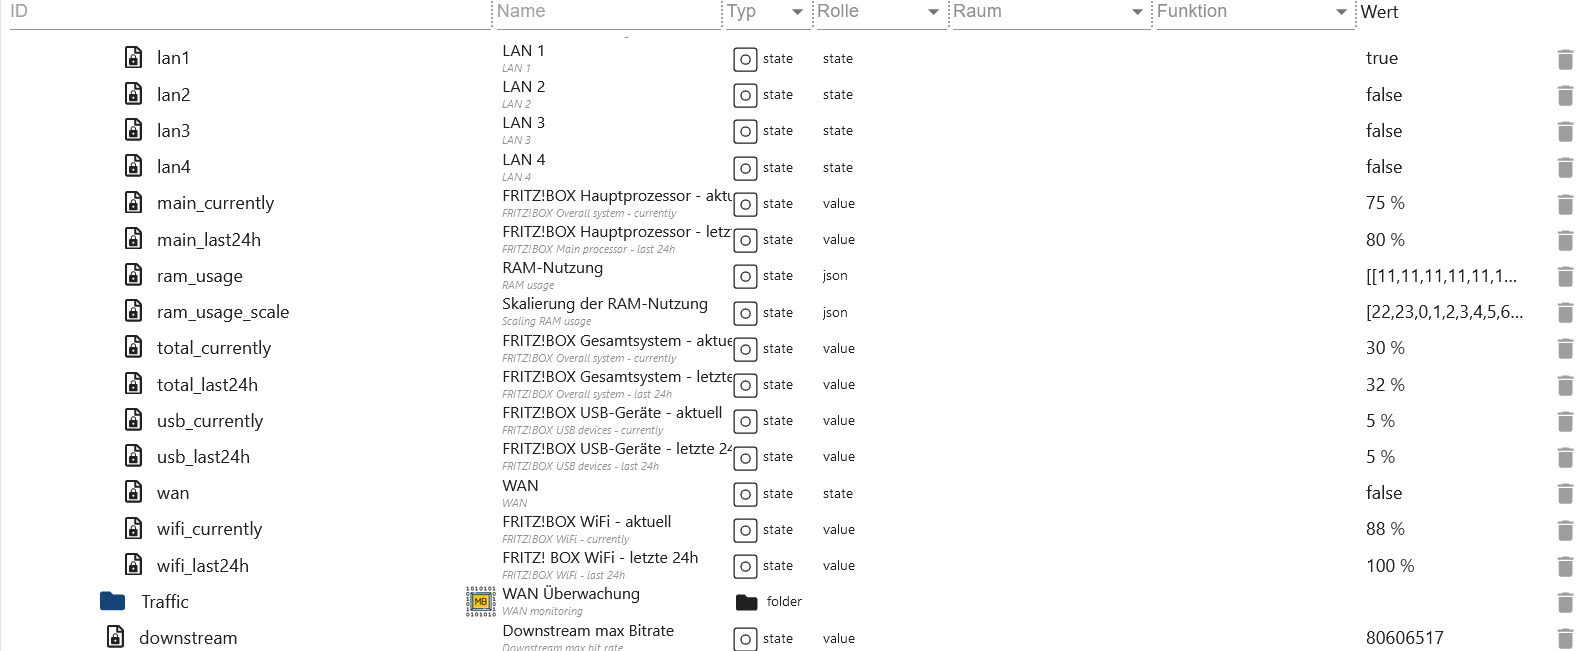 ID Name Typ Rolle Raum Funktion Wert
lan1 LAN 1 state state true
LAN 1
lan2 LAN 2 state state false
LAN 2
lan3 LAN 3 state state false
LAN 3
lan4 LAN 4 state state false
LAN 4
main_currently FRITZ!BOX Hauptprozessor - aktu state value 75 %
FRITZ!BOX Overall system - currently
main_last24h FRITZ!BOX Hauptprozessor - letz state value 80 %
FRITZ!BOX Main processor - last 24h
ram_usage RAM-Nutzung state json [[11,11,11,11,11,1...
RAM usage
ram_usage_scale Skalierung der RAM-Nutzung state json [22,23,0,1,2,3,4,5,6...
Scaling RAM usage
total_currently FRITZ!BOX Gesamtsystem - aktue state value 30 %
FRITZ!BOX Overall system - currently
total_last24h FRITZ!BOX Gesamtsystem - letzte state value 32 %
FRITZ!BOX Overall system - last 24h
usb_currently FRITZ!BOX USB-Geräte - aktuell state value 5 %
FRITZ!BOX USB devices - currently
usb_last24h FRITZ!BOX USB-Geräte - letzte 24 state value 5 %
FRITZ!BOX USB devices - last 24h
wan WAN state state false
WAN
wifi_currently FRITZ!BOX WiFi - aktuell state value 88 %
FRITZ!BOX WiFi - currently
wifi_last24h FRITZ! BOX WiFi - letzte 24h state value 100 %
FRITZ!BOX WiFi - last 24h
Traffic MB WAN Überwachung folder
WAN monitoring
downstream Downstream max Bitrate state value 80606517
Downstream max bit rate